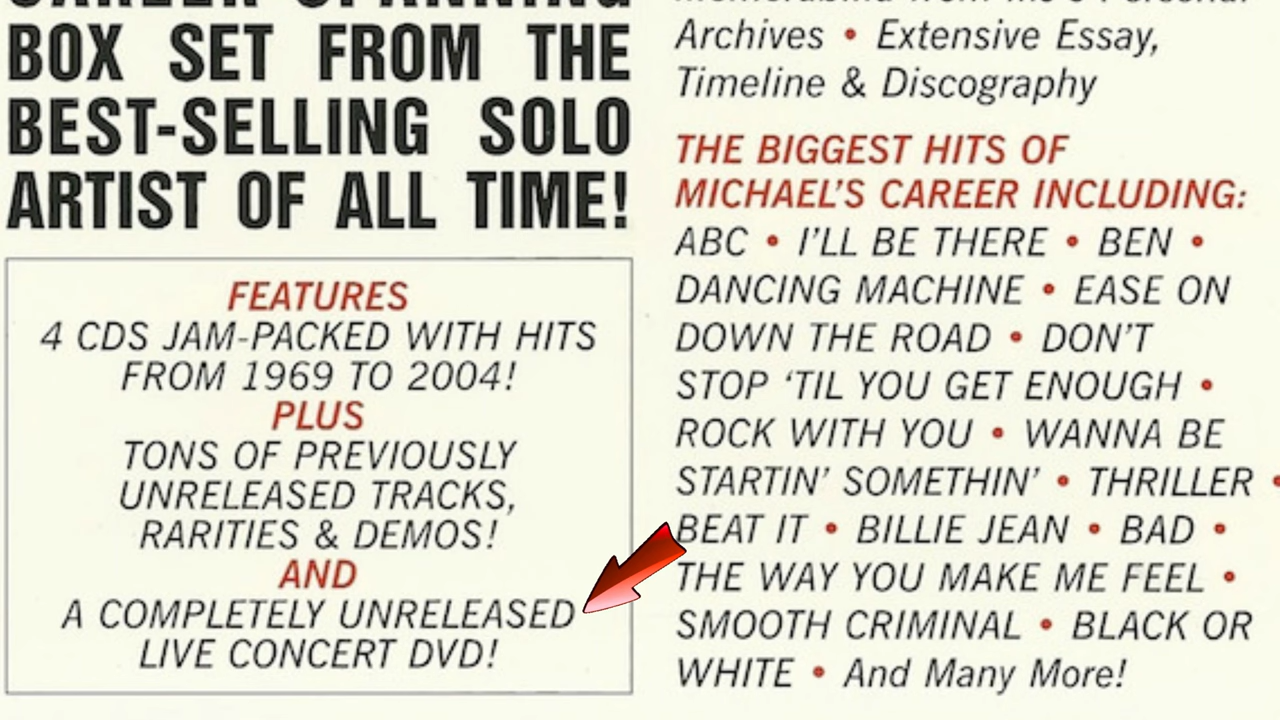 CAREER-SPANNING
BOX SET FROM THE
BEST-SELLING SOLO
ARTIST OF ALL TIME!
FEATURES
4 CDS JAM-PACKED WITH HITS
FROM 1969 TO 2004!
PLUS
TONS OF PREVIOUSLY
UNRELEASED TRACKS,
RARITIES & DEMOS!
AND
A COMPLETELY UNRELEASED
LIVE CONCERT DVD!
Archives • Extensive Essay,
Timeline & Discography
THE BIGGEST HITS OF
MICHAEL'S CAREER INCLUDING:
ABC • I'LL BE THERE • BEN •
DANCING MACHINE • EASE ON
DOWN THE ROAD • DON'T
STOP 'TIL YOU GET ENOUGH •
ROCK WITH YOU • WANNA BE
STARTIN' SOMETHIN' • THRILLER •
BEAT IT • BILLIE JEAN • BAD •
THE WAY YOU MAKE ME FEEL •
SMOOTH CRIMINAL • BLACK OR
WHITE • And Many More!